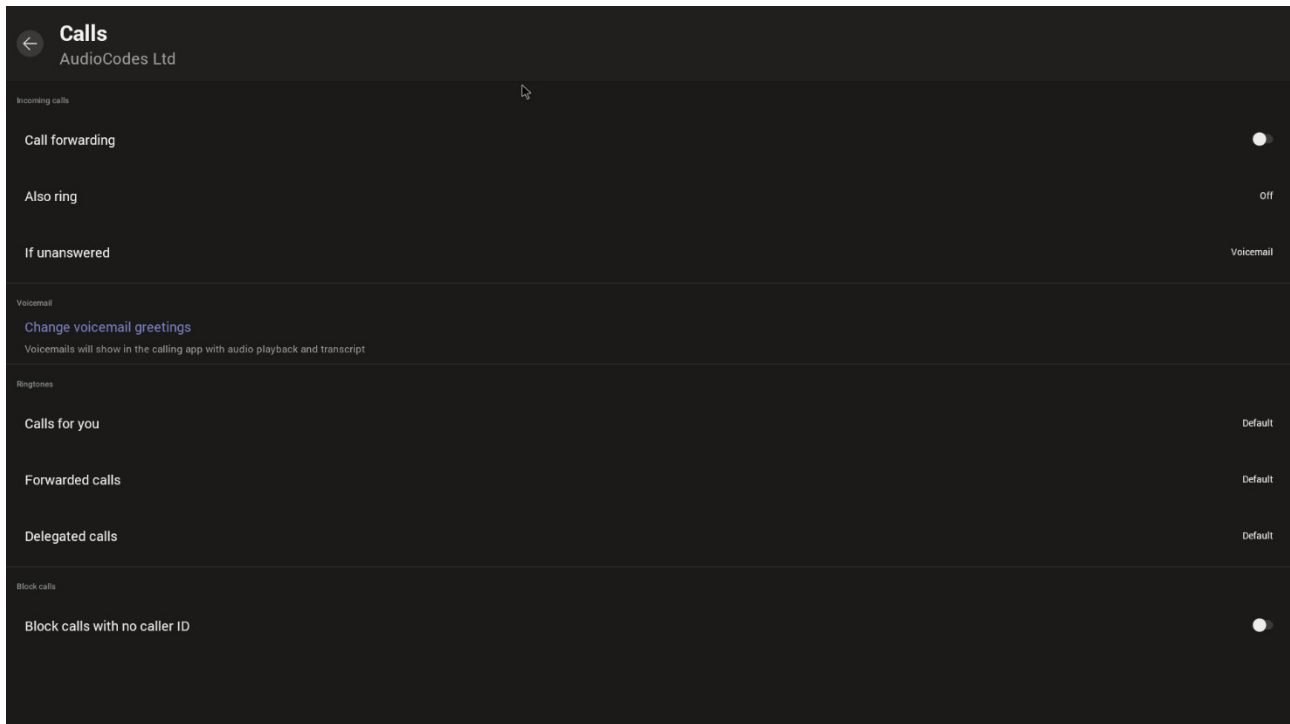 Calls
AudioCodes Ltd
Incoming calls
Call forwarding
Also ring
Off
If unanswered
Voicemail
Voicemail
Change voicemail greetings
Voicemails will show in the calling app with audio playback and transcript
Ringtones
Calls for you
Default
Forwarded calls
Default
Delegated calls
Default
Block calls
Block calls with no caller ID